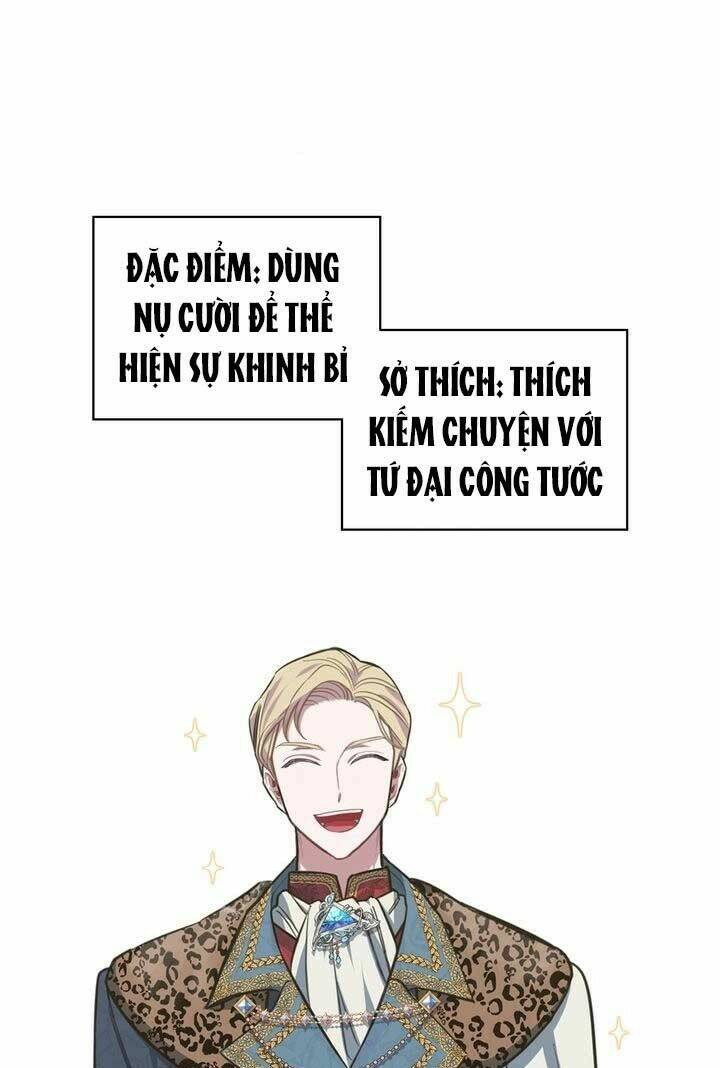 ĐẶC ĐIỂM: DÙNG
NỤ CƯỜI ĐỂ THỂ
HIỆN SỰ KHINH BỈ
SỞ THÍCH: THÍCH
KIẾM CHUYỆN VỚI
TỨ ĐẠI CÔNG TƯỚC